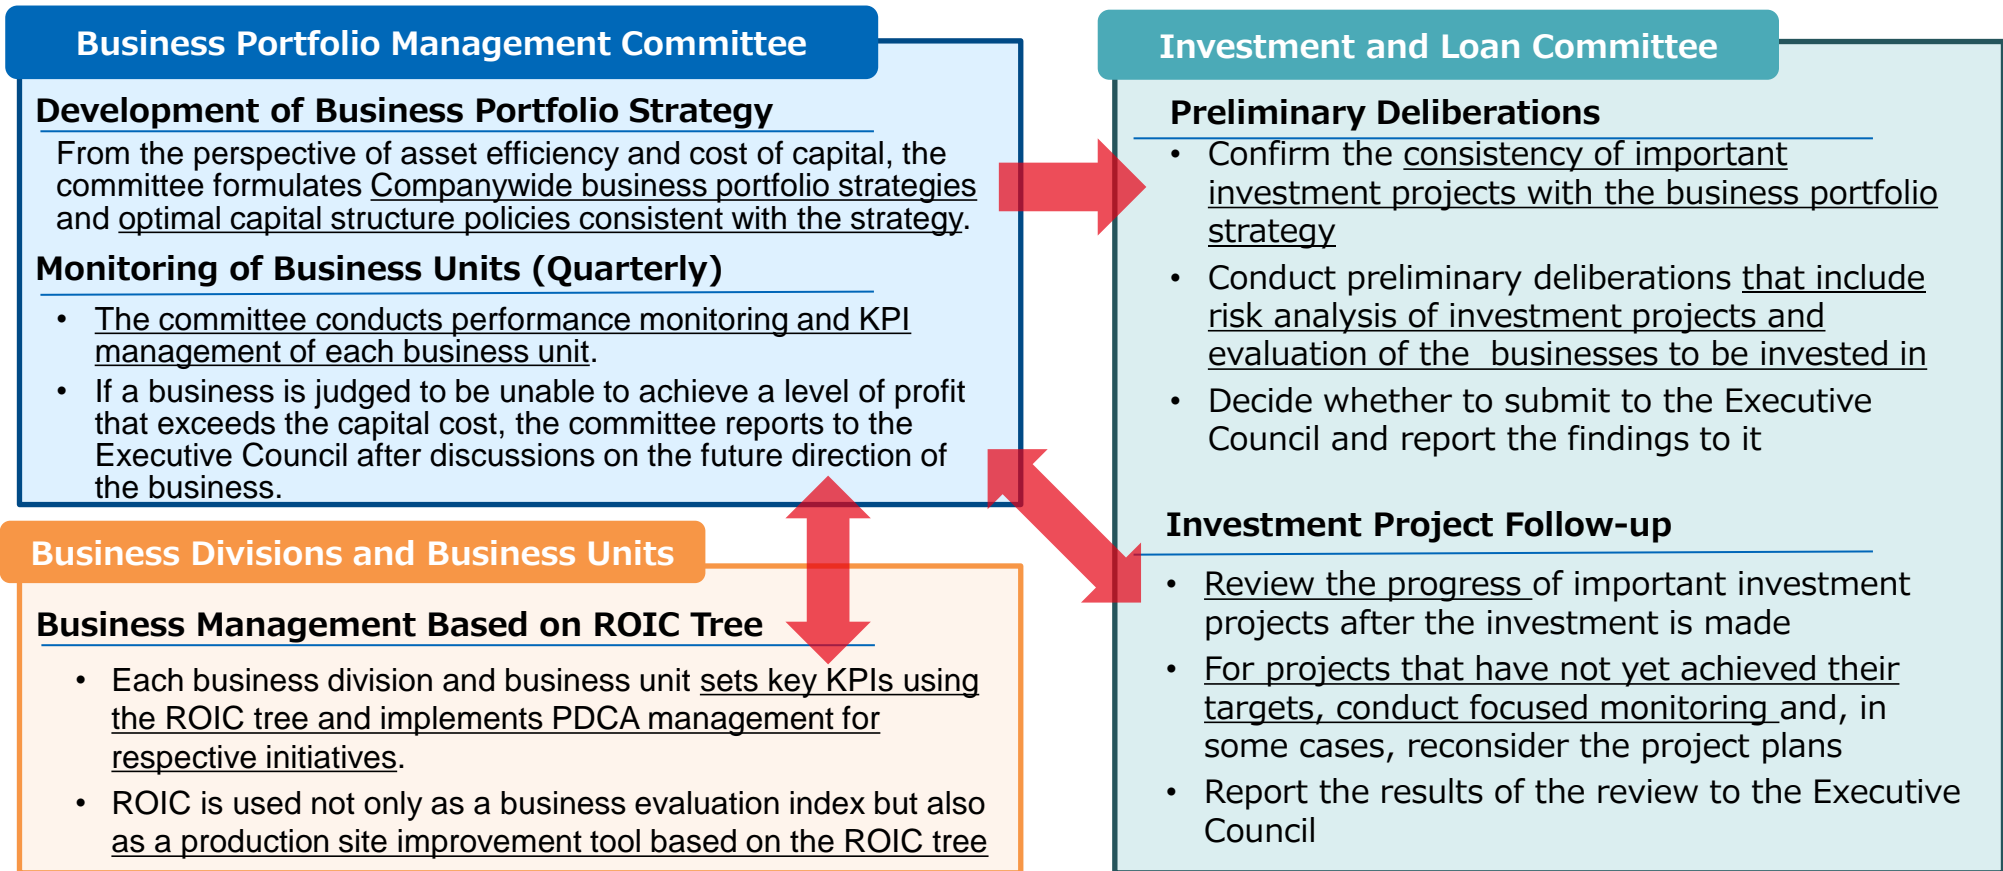 Business Portfolio Management Committee
Development of Business Portfolio Strategy
From the perspective of asset efficiency and cost of capital, the
committee formulates Companywide business portfolio strategies
and optimal capital structure policies consistent with the strategy.
Monitoring of Business Units (Quarterly)
• The committee conducts performance monitoring and KPI
management of each business unit.
• If a business is judged to be unable to achieve a level of profit
that exceeds the capital cost, the committee reports to the
Executive Council after discussions on the future direction of
the business.
Business Divisions and Business Units
Business Management Based on ROIC Tree
• Each business division and business unit sets key KPIs using
the ROIC tree and implements PDCA management for
respective initiatives.
• ROIC is used not only as a business evaluation index but also
as a production site improvement tool based on the ROIC tree
Investment and Loan Committee
Preliminary Deliberations
• Confirm the consistency of important
investment projects with the business portfolio
strategy
• Conduct preliminary deliberations that include
risk analysis of investment projects and
evaluation of the businesses to be invested in
• Decide whether to submit to the Executive
Council and report the findings to it
Investment Project Follow-up
• Review the progress of important investment
projects after the investment is made
• For projects that have not yet achieved their
targets, conduct focused monitoring and, in
some cases, reconsider the project plans
• Report the results of the review to the Executive
Council